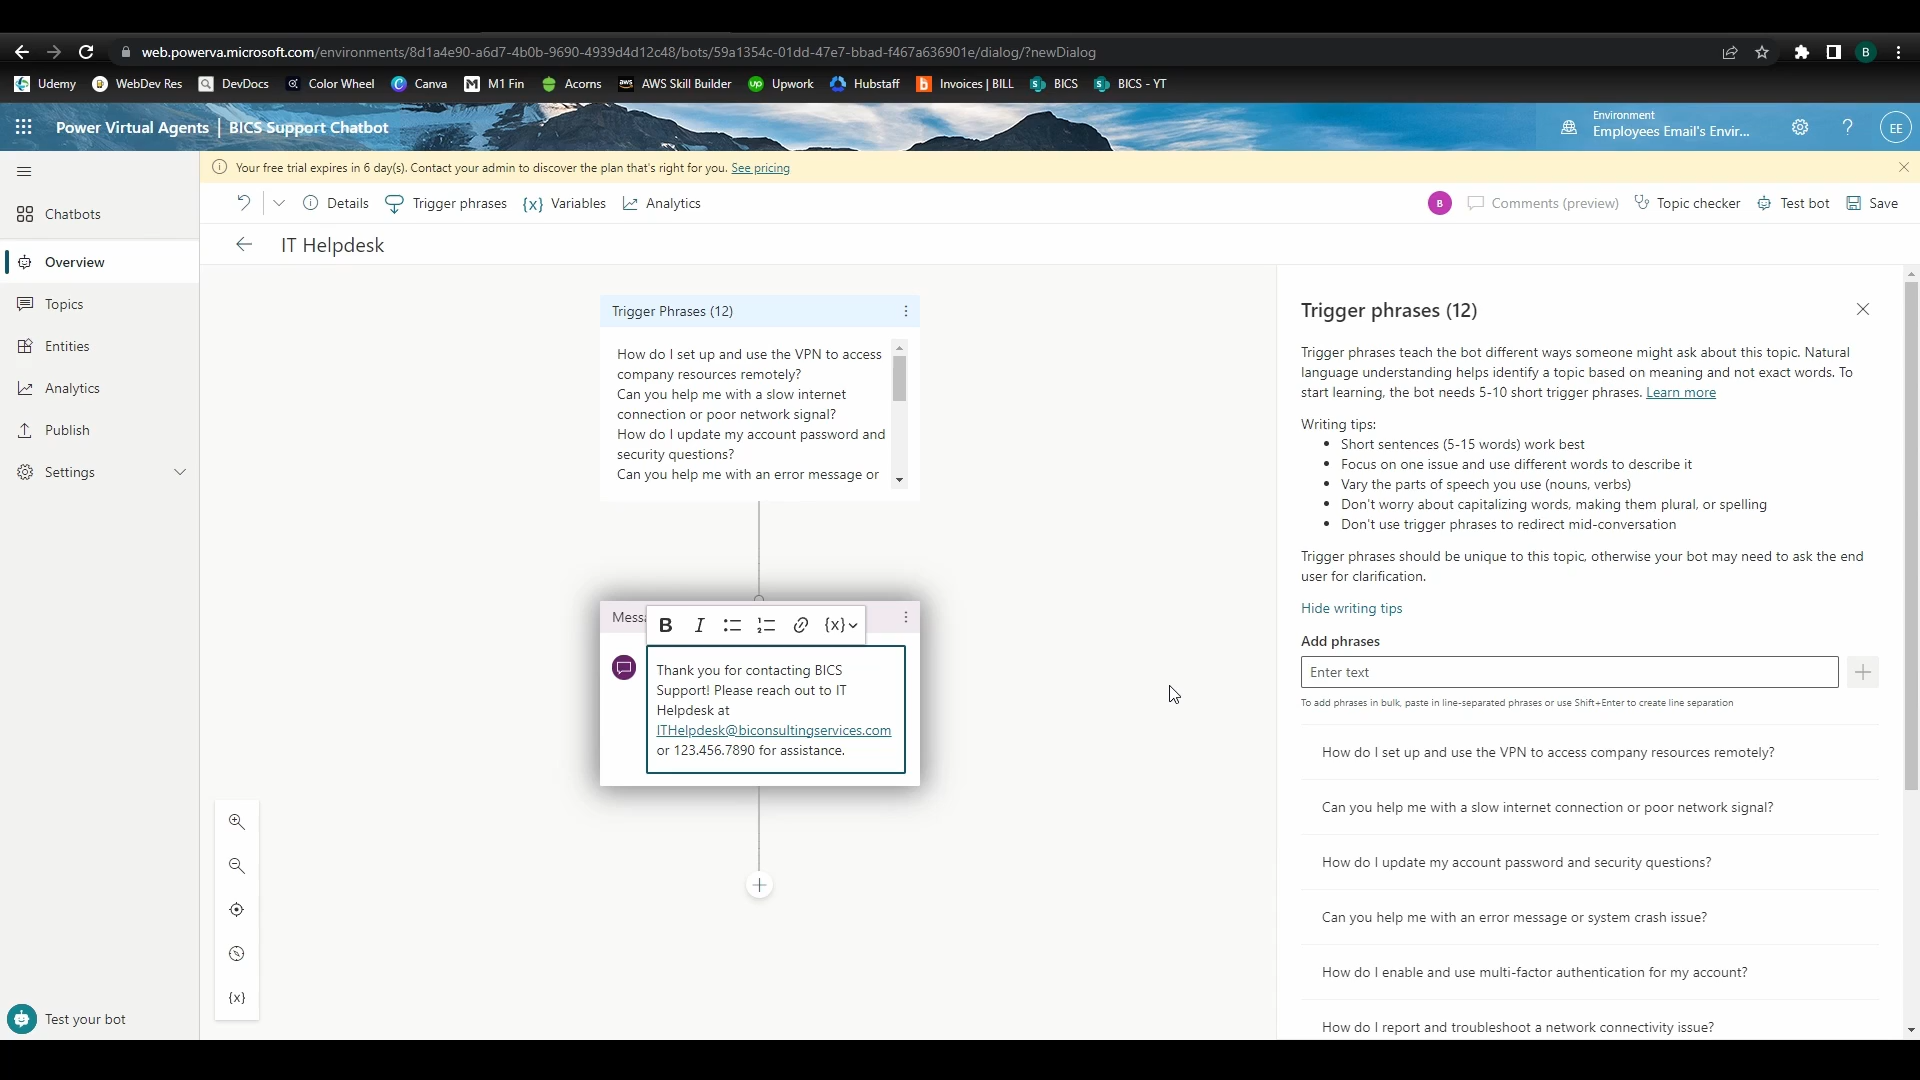 web.powerva.microsoft.com/environments/8d1a4e90-a6d7-4b0b-9690-4939d4d12c48/bots/59a1354c-01dd-47e7-bbad-f467a636901e/dialog/?newDialog
B
Udemy WebDev Res DevDocs Color Wheel Canva M1 Fin Acorns aws AWS Skill Builder up Upwork Hubstaff Invoices | BILL BICS BICS - YT
Power Virtual Agents | BICS Support Chatbot
Environment
Employees Email's Envir...
EE
Your free trial expires in 6 day(s). Contact your admin to discover the plan that's right for you. See pricing
Chatbots
Overview
Topics
Entities
Analytics
Publish
Settings
Test your bot
Details Trigger phrases {x} Variables Analytics
B Comments (preview) Topic checker Test bot Save
IT Helpdesk
Trigger Phrases (12)
How do I set up and use the VPN to access
company resources remotely?
Can you help me with a slow internet
connection or poor network signal?
How do I update my account password and
security questions?
Can you help me with an error message or
Messa
B I {x}
Thank you for contacting BICS
Support! Please reach out to IT
Helpdesk at
ITHelpdesk@biconsultingservices.com
or 123.456.7890 for assistance.
{x}
Trigger phrases (12)
Trigger phrases teach the bot different ways someone might ask about this topic. Natural
language understanding helps identify a topic based on meaning and not exact words. To
start learning, the bot needs 5-10 short trigger phrases. Learn more
Writing tips:
• Short sentences (5-15 words) work best
• Focus on one issue and use different words to describe it
• Vary the parts of speech you use (nouns, verbs)
• Don't worry about capitalizing words, making them plural, or spelling
• Don't use trigger phrases to redirect mid-conversation
Trigger phrases should be unique to this topic, otherwise your bot may need to ask the end
user for clarification.
Hide writing tips
Add phrases
Enter text
To add phrases in bulk, paste in line-separated phrases or use Shift+Enter to create line separation
How do I set up and use the VPN to access company resources remotely?
Can you help me with a slow internet connection or poor network signal?
How do I update my account password and security questions?
Can you help me with an error message or system crash issue?
How do I enable and use multi-factor authentication for my account?
How do I report and troubleshoot a network connectivity issue?